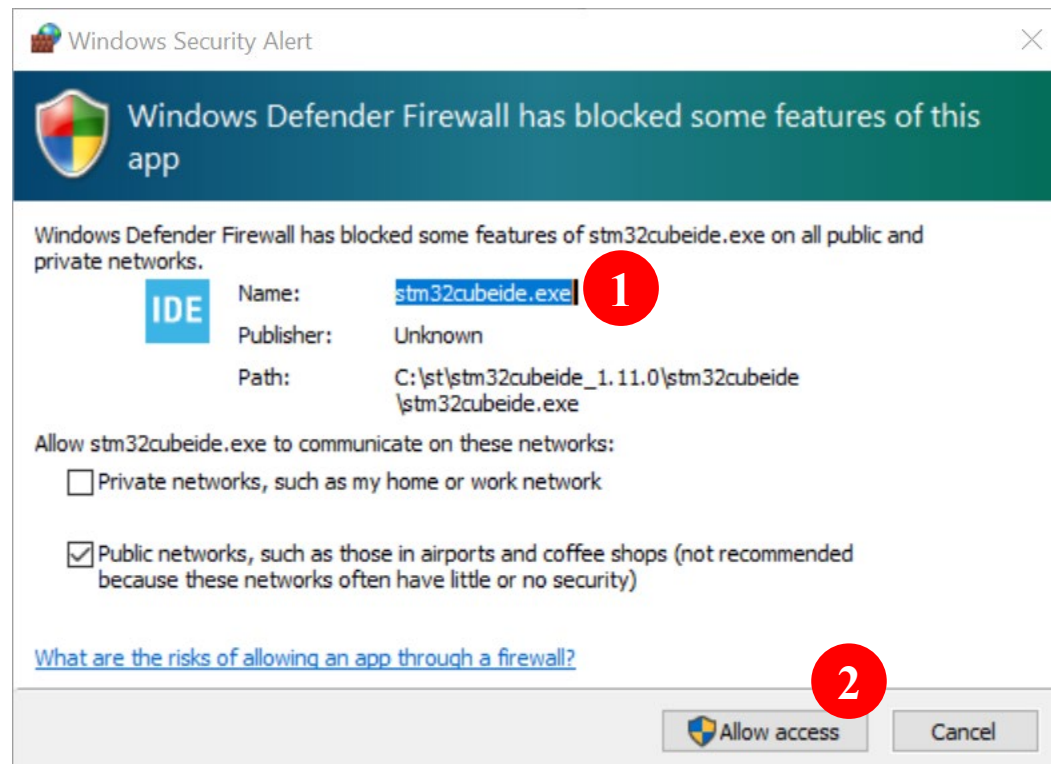 Windows Security Alert
Windows Defender Firewall has blocked some features of this
app
Windows Defender Firewall has blocked some features of stm32cubeide.exe on all public and
private networks.
IDE
Name: stm32cubeide.exe 1
Publisher: Unknown
Path: C:\st\stm32cubeide_1.11.0\stm32cubeide
\stm32cubeide.exe
Allow stm32cubeide.exe to communicate on these networks:
Private networks, such as my home or work network
Public networks, such as those in airports and coffee shops (not recommended
because these networks often have little or no security)
What are the risks of allowing an app through a firewall?
2
Allow access Cancel